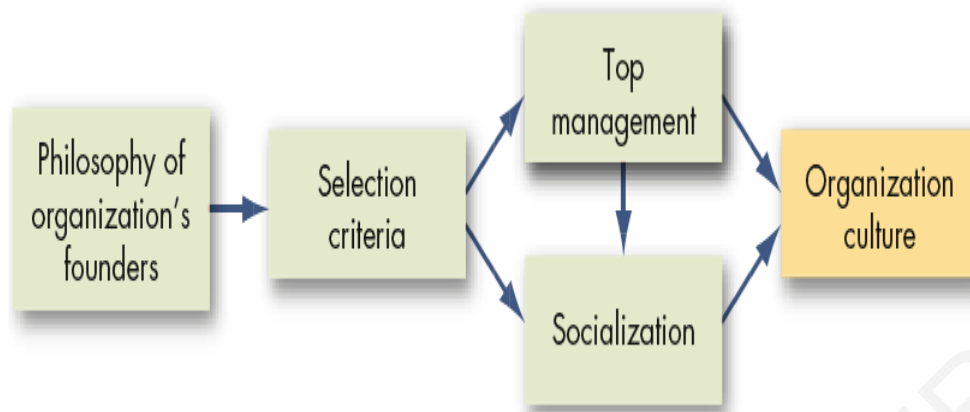 Philosophy of
organization's
founders
Selection
criteria
Top
management
Socialization
Organization
culture